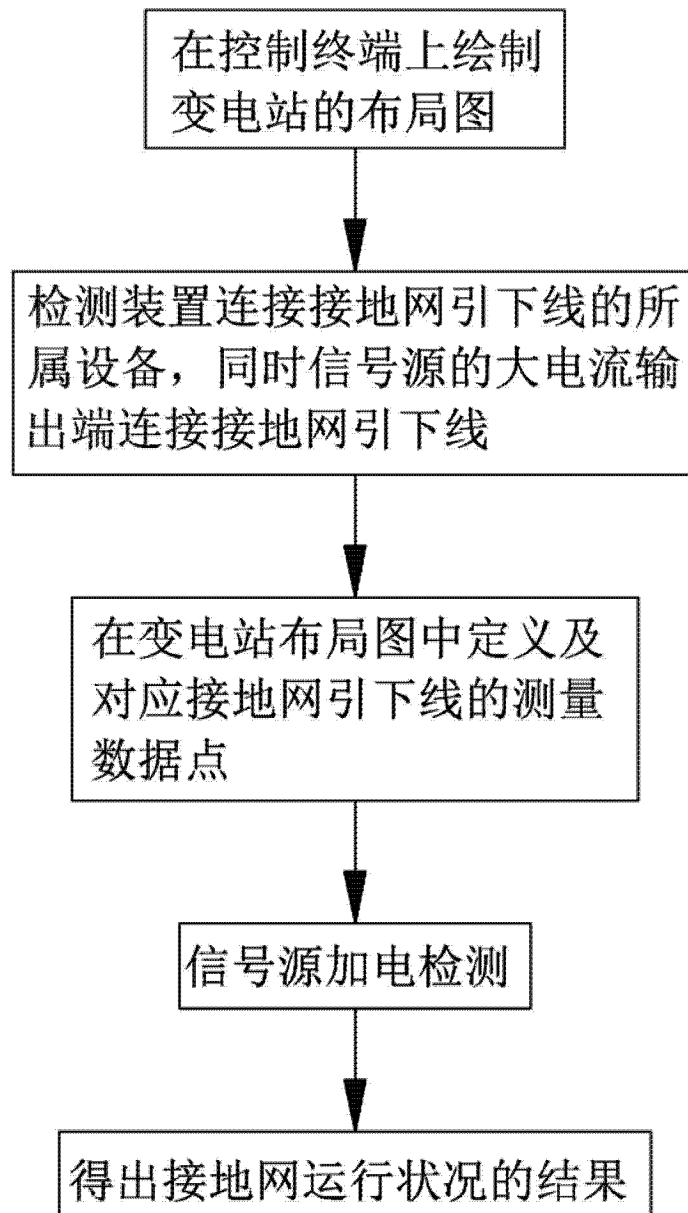 在控制终端上绘制
变电站的布局图
检测装置连接接地网引下线的所
属设备，同时信号源的大电流输
出端连接接地网引下线
在变电站布局图中定义及
对应接地网引下线的测量
数据点
信号源加电检测
得出接地网运行状况的结果